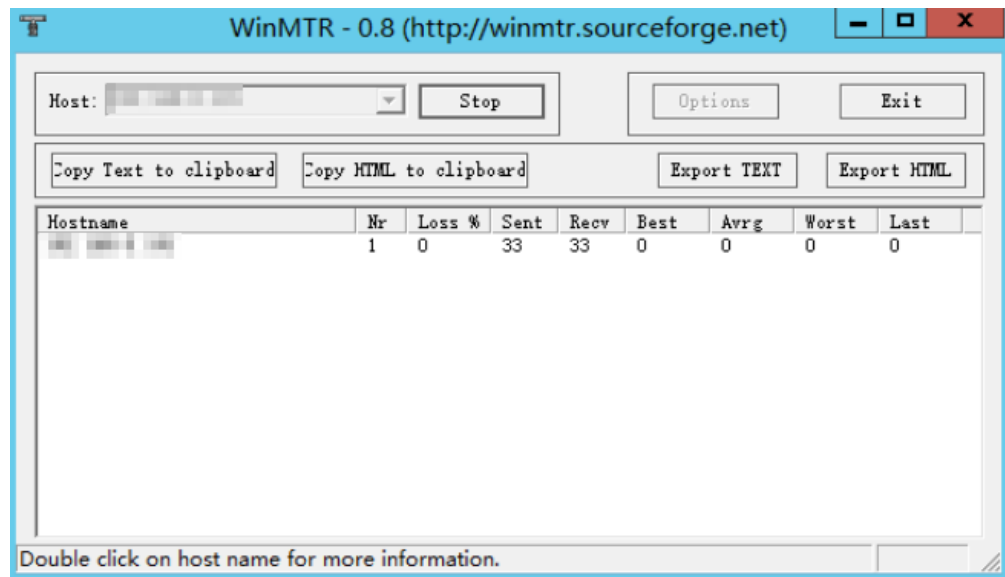 WinMTR - 0.8 (http://winmtr.sourceforge.net)
Host: Stop Options Exit
Copy Text to clipboard Copy HTML to clipboard Export TEXT Export HTML
Hostname Nr Loss % Sent Recv Best Avrg Worst Last
1 0 33 33 0 0 0 0
Double click on host name for more information.